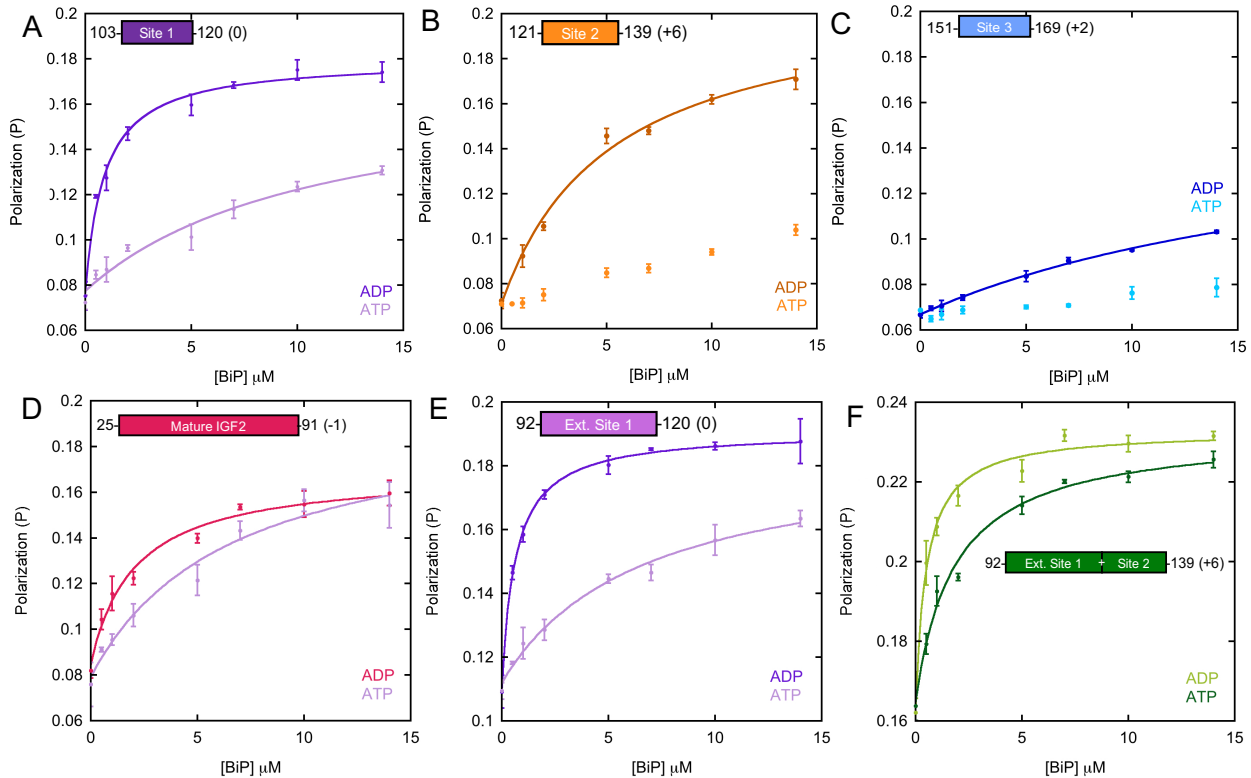 A
103- Site 1 -120 (0)
Polarization (P)
0.2
0.18
0.16
0.14
0.12
0.1
0.08
0.06
ADP
ATP
0 5 10 15
[BiP] μM
B
121- Site 2 -139 (+6)
Polarization (P)
0.2
0.18
0.16
0.14
0.12
0.1
0.08
0.06
ADP
ATP
0 5 10 15
[BiP] μM
C
151- Site 3 -169 (+2)
Polarization (P)
0.2
0.18
0.16
0.14
0.12
0.1
0.08
0.06
ADP
ATP
0 5 10 15
[BiP] μM
D
25- Mature IGF2 -91 (-1)
Polarization (P)
0.2
0.18
0.16
0.14
0.12
0.1
0.08
0.06
ADP
ATP
0 5 10 15
[BiP] μM
E
92- Ext. Site 1 -120 (0)
Polarization (P)
0.2
0.18
0.16
0.14
0.12
0.1
ADP
ATP
0 5 10 15
[BiP] μM
F
92- Ext. Site 1 + Site 2 -139 (+6)
Polarization (P)
0.24
0.22
0.2
0.18
0.16
ADP
ATP
0 5 10 15
[BiP] μM